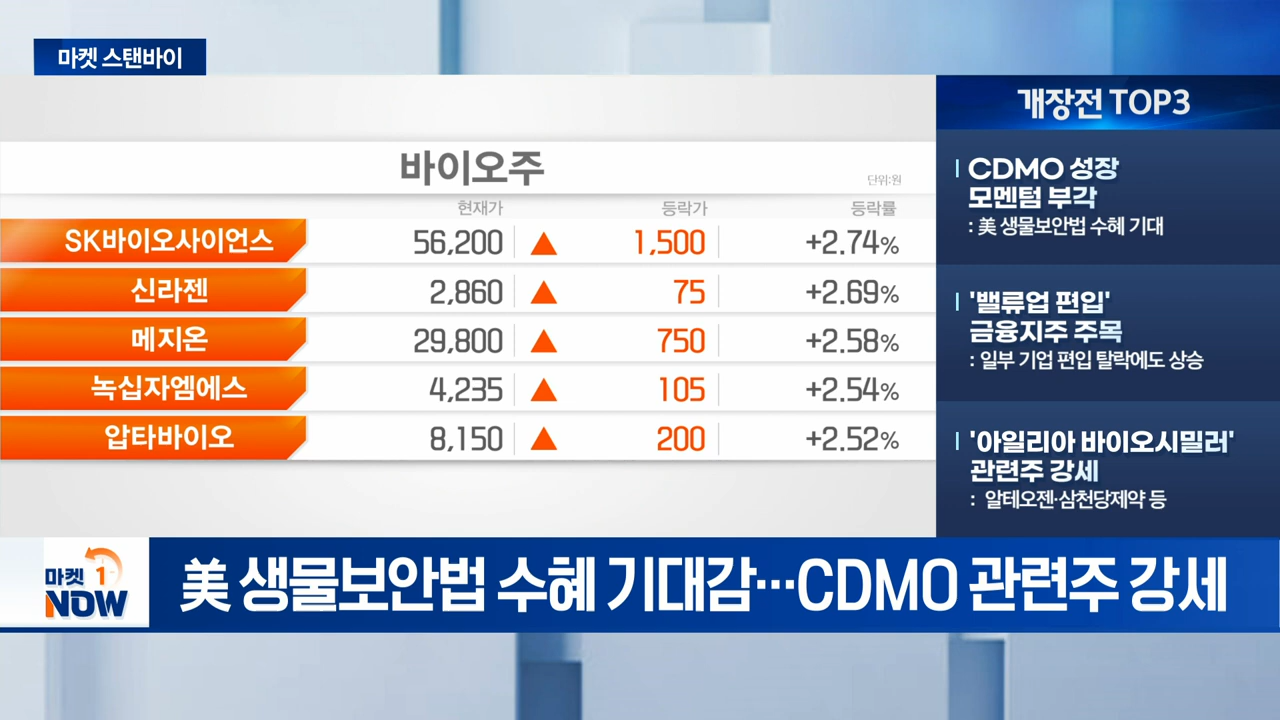 마켓 스탠바이
바이오주
단위:원
현재가 등락가 등락률
SK바이오사이언스 56,200 ▲ 1,500 +2.74%
신라젠 2,860 ▲ 75 +2.69%
메지온 29,800 ▲ 750 +2.58%
녹십자엠에스 4,235 ▲ 105 +2.54%
압타바이오 8,150 ▲ 200 +2.52%
개장전 TOP3
CDMO 성장
모멘텀 부각
: 美 생물보안법 수혜 기대
'밸류업 편입'
금융지주 주목
: 일부 기업 편입 탈락에도 상승
'아일리아 바이오시밀러'
관련주 강세
: 알테오젠·삼천당제약 등
마켓 1
NOW
美 생물보안법 수혜 기대감…CDMO 관련주 강세